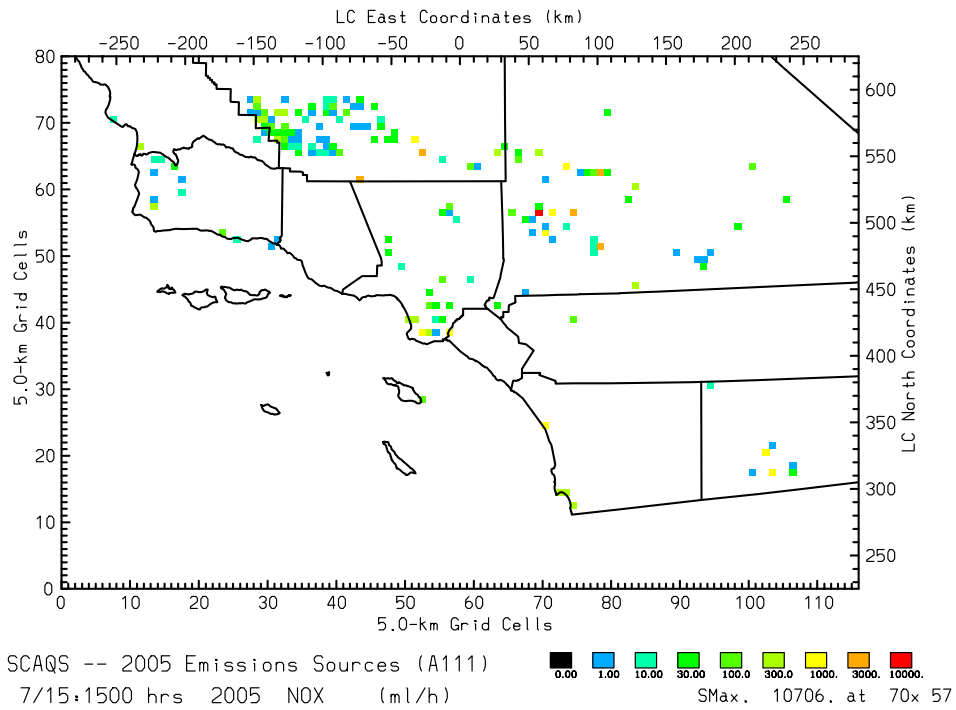 LC East Coordinates (km)
-250 -200 -150 -100 -50 0 50 100 150 200 250
80 70 60 50 40 30 20 10 0
5.0-km Grid Cells
600 550 500 450 400 350 300 250
LC North Coordinates (km)
0 10 20 30 40 50 60 70 80 90 100 110
5.0-km Grid Cells
SCAQS -- 2005 Emissions Sources (A111)
7/15:1500 hrs 2005 NOX (ml/h)
0.00 1.00 10.00 30.00 100.0 300.0 1000. 3000. 10000.
SMax. 10706. at 70x 57